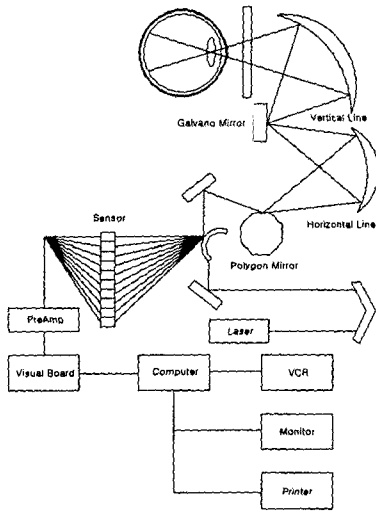 Galvano Mirror
Vertical Line
Sensor
Horizontal Line
Polygon Mirror
PreAmp
Laser
Visual Board
Computer
VCR
Monitor
Printer